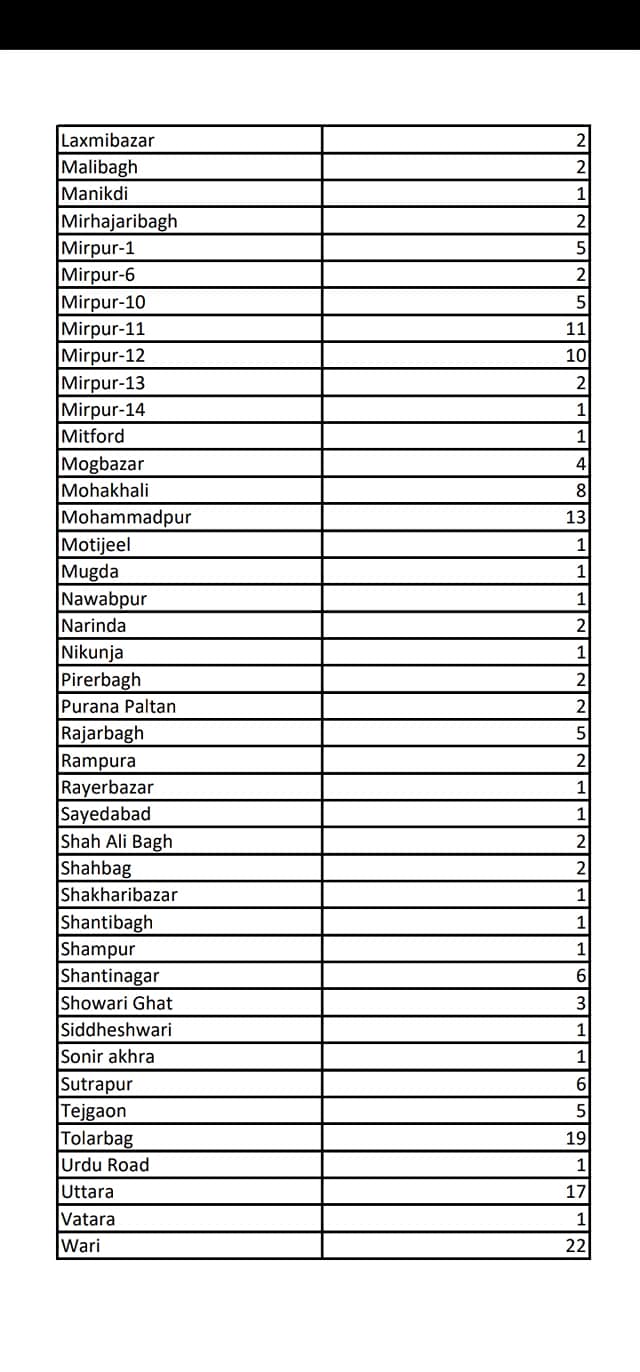 Laxmibazar 2
Malibagh 2
Manikdi 1
Mirhajaribagh 2
Mirpur-1 5
Mirpur-6 2
Mirpur-10 5
Mirpur-11 11
Mirpur-12 10
Mirpur-13 2
Mirpur-14 1
Mitford 1
Mogbazar 4
Mohakhali 8
Mohammadpur 13
Motijeel 1
Mugda 1
Nawabpur 1
Narinda 2
Nikunja 1
Pirerbagh 2
Purana Paltan 2
Rajarbagh 5
Rampura 2
Rayerbazar 1
Sayedabad 1
Shah Ali Bagh 2
Shahbag 2
Shakharibazar 1
Shantibagh 1
Shampur 1
Shantinagar 6
Showari Ghat 3
Siddheshwari 1
Sonir akhra 1
Sutrapur 6
Tejgaon 5
Tolarbag 19
Urdu Road 1
Uttara 17
Vatara 1
Wari 22